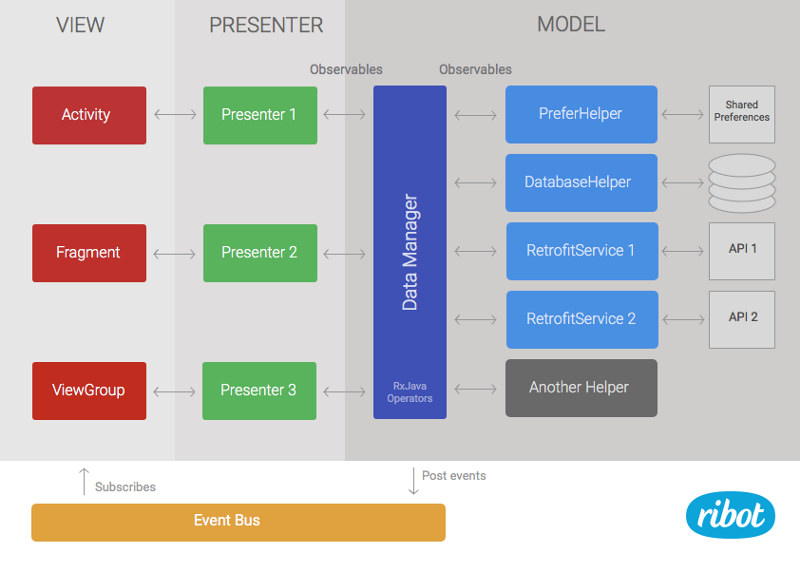 VIEW
PRESENTER
MODEL
Observables
Observables
Activity
Presenter 1
PreferHelper
Shared
Preferences
DatabaseHelper
Data Manager
Fragment
Presenter 2
RetrofitService 1
API 1
RetrofitService 2
API 2
ViewGroup
Presenter 3
RxJava
Operators
Another Helper
Subscribes
Post events
Event Bus
ribot